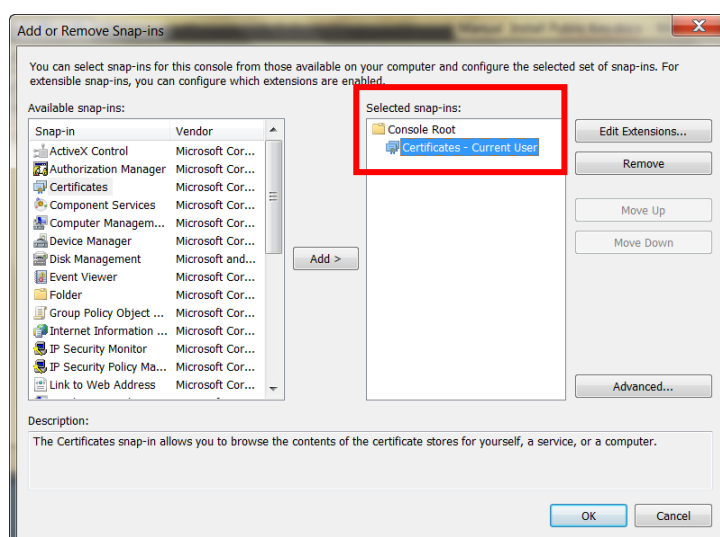 Add or Remove Snap-ins
You can select snap-ins for this console from those available on your computer and configure the selected set of snap-ins. For
extensible snap-ins, you can configure which extensions are enabled.
Available snap-ins:
Selected snap-ins:
Snap-in Vendor
ActiveX Control Microsoft Cor...
Authorization Manager Microsoft Cor...
Certificates Microsoft Cor...
Component Services Microsoft Cor...
Computer Managem... Microsoft Cor...
Device Manager Microsoft Cor...
Disk Management Microsoft and...
Event Viewer Microsoft Cor...
Folder Microsoft Cor...
Group Policy Object ... Microsoft Cor...
Internet Information ... Microsoft Cor...
IP Security Monitor Microsoft Cor...
IP Security Policy Ma... Microsoft Cor...
Link to Web Address Microsoft Cor...
Add >
Console Root
Certificates - Current User
Edit Extensions...
Remove
Move Up
Move Down
Advanced...
Description:
The Certificates snap-in allows you to browse the contents of the certificate stores for yourself, a service, or a computer.
OK
Cancel